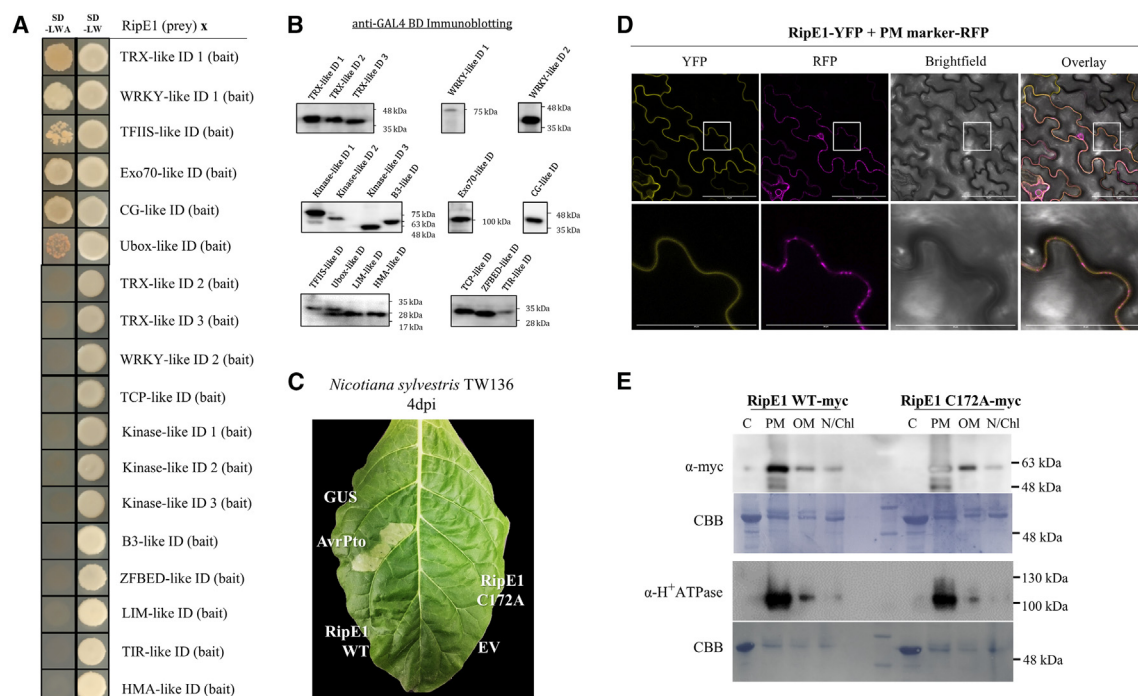 A
SD
-LWA
SD
-LW
RipE1 (prey) x
TRX-like ID 1 (bait)
WRKY-like ID 1 (bait)
TFIIS-like ID (bait)
Exo70-like ID (bait)
CG-like ID (bait)
Ubox-like ID (bait)
TRX-like ID 2 (bait)
TRX-like ID 3 (bait)
WRKY-like ID 2 (bait)
TCP-like ID (bait)
Kinase-like ID 1 (bait)
Kinase-like ID 2 (bait)
Kinase-like ID 3 (bait)
B3-like ID (bait)
ZFBED-like ID (bait)
LIM-like ID (bait)
TIR-like ID (bait)
HMA-like ID (bait)
B
anti-GAL4 BD Immunoblotting
TRX-like ID 1
TRX-like ID 2
TRX-like ID 3
48 kDa
35 kDa
WRKY-like ID 1
75 kDa
WRKY-like ID 2
48 kDa
35 kDa
Kinase-like ID 1
Kinase-like ID 2
Kinase-like ID 3
B3-like ID
75 kDa
63 kDa
48 kDa
Exo70-like ID
100 kDa
CG-like ID
48 kDa
35 kDa
TFIIS-like ID
Ubox-like ID
LIM-like ID
HMA-like ID
35 kDa
28 kDa
17 kDa
TCP-like ID
ZFBED-like ID
TIR-like ID
35 kDa
28 kDa
C
Nicotiana sylvestris TW136
4dpi
GUS
AvrPto
RipE1
WT
RipE1
C172A
EV
D
RipE1-YFP + PM marker-RFP
YFP
RFP
Brightfield
Overlay
E
RipE1 WT-myc
RipE1 C172A-myc
C PM OM N/Chl
C PM OM N/Chl
α-myc
63 kDa
48 kDa
CBB
48 kDa
α-H+ATPase
130 kDa
100 kDa
CBB
48 kDa